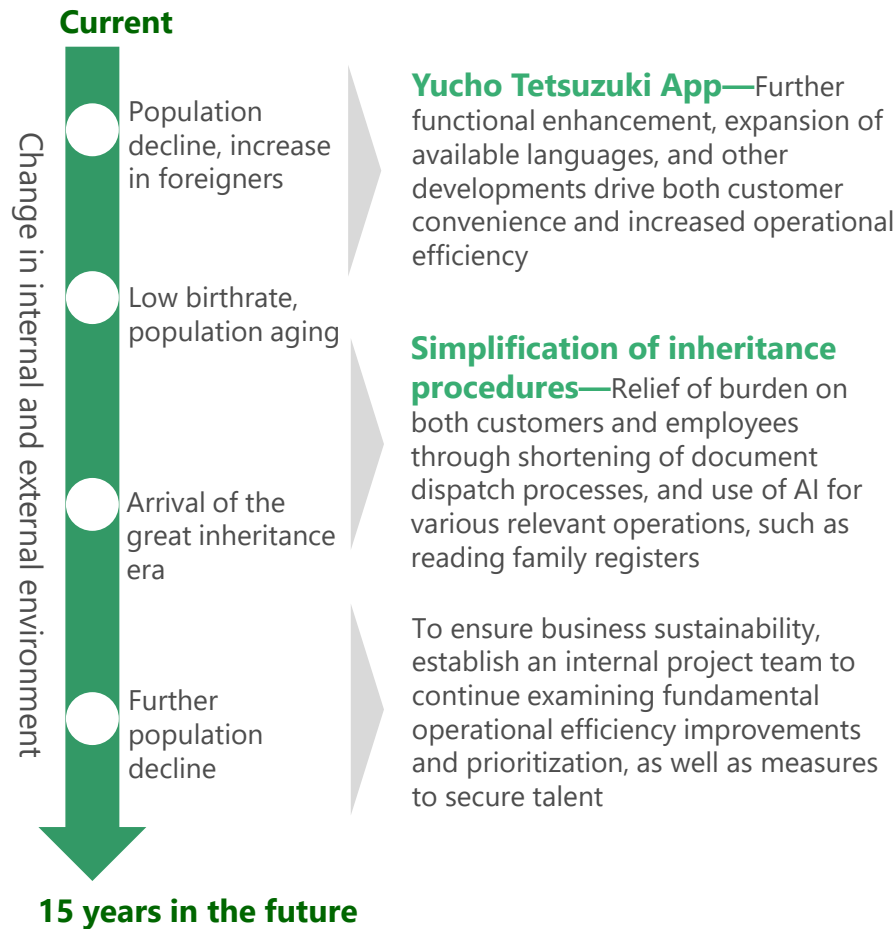 Current
Change in internal and external environment
Population
decline, increase
in foreigners
Yucho Tetsuzuki App—Further
functional enhancement, expansion of
available languages, and other
developments drive both customer
convenience and increased operational
efficiency
Low birthrate,
population aging
Simplification of inheritance
procedures—Relief of burden on
both customers and employees
through shortening of document
dispatch processes, and use of AI for
various relevant operations, such as
reading family registers
Arrival of the
great inheritance
era
To ensure business sustainability,
establish an internal project team to
continue examining fundamental
operational efficiency improvements
and prioritization, as well as measures
to secure talent
Further
population
decline
15 years in the future